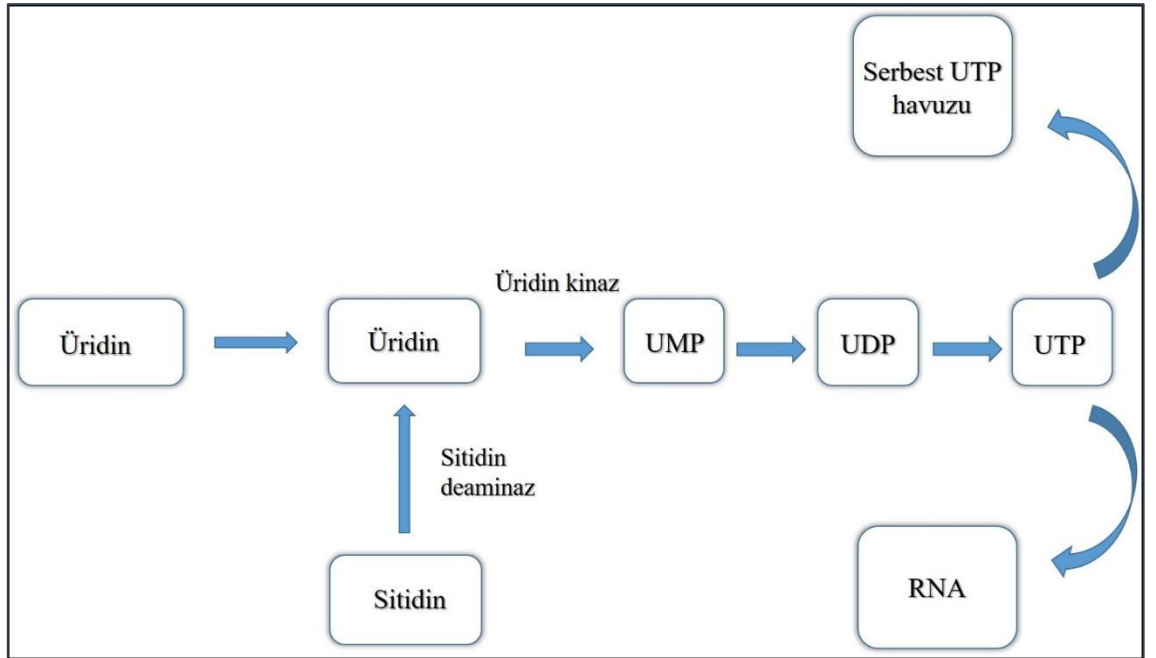 Serbest UTP
havuzu
Üridin kinaz
Üridin
Üridin
UMP
UDP
UTP
Sitidin
deaminaz
Sitidin
RNA